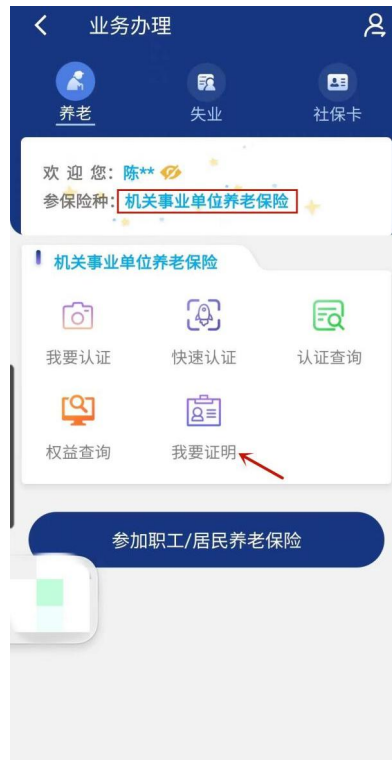 业务办理
养老 失业 社保卡
欢 迎 您：陈**
参保险种：机关事业单位养老保险
机关事业单位养老保险
我要认证 快速认证 认证查询
权益查询 我要证明
参加职工/居民养老保险